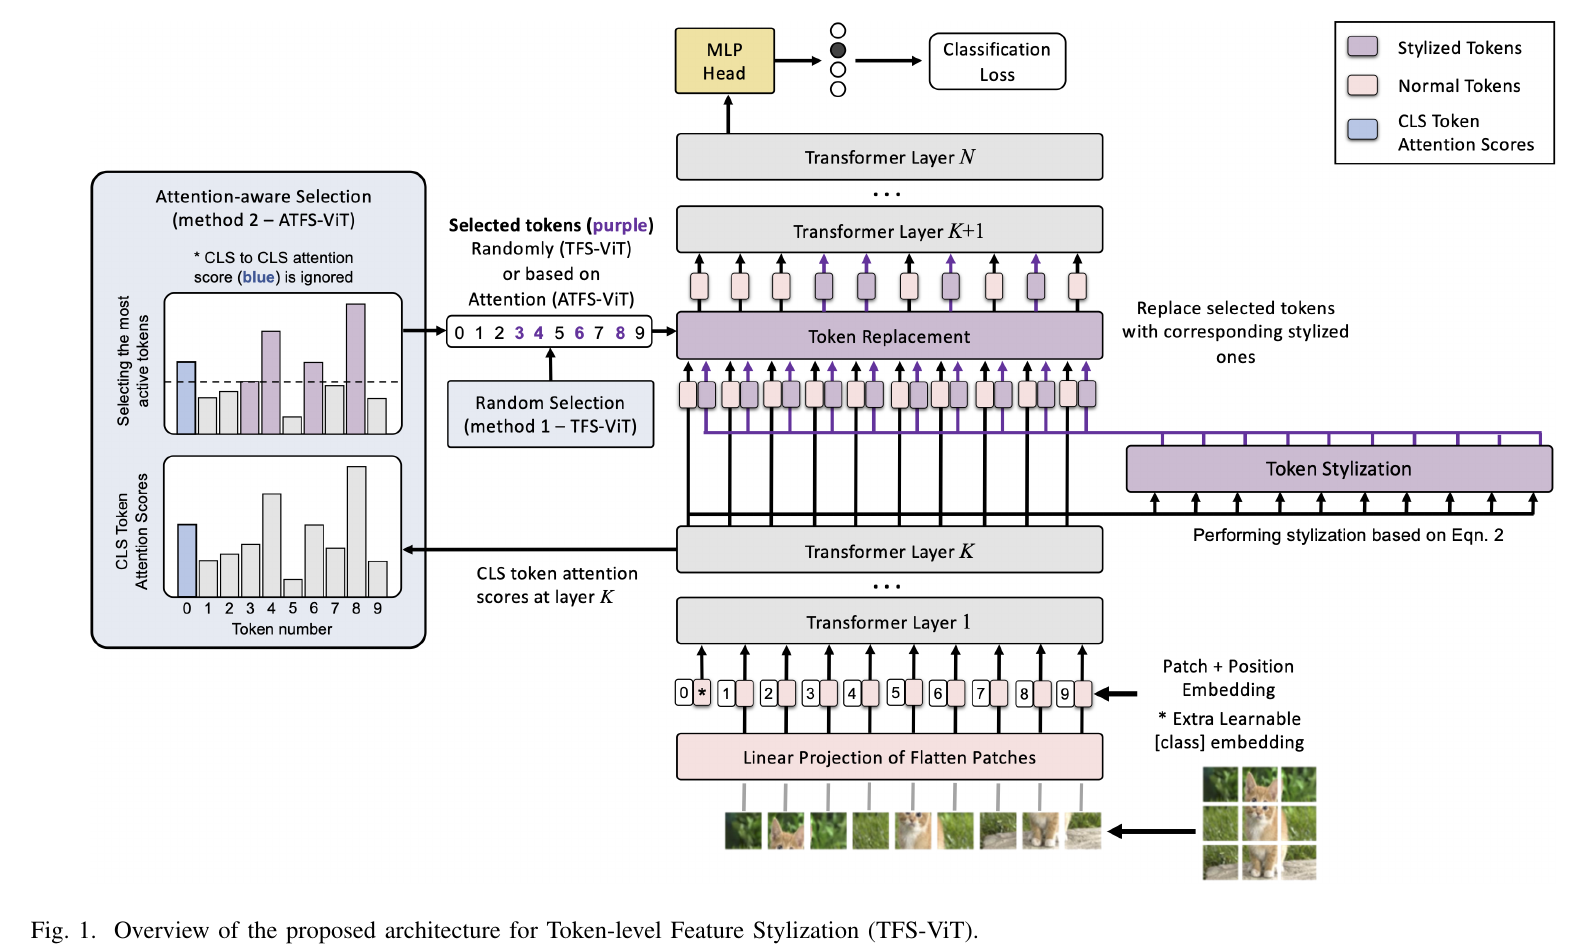 MLP
Head
Classification
Loss
Stylized Tokens
Normal Tokens
CLS Token
Attention Scores
Transformer Layer N
...
Transformer Layer K+1
Attention-aware Selection
(method 2 – ATFS-ViT)
* CLS to CLS attention
score (blue) is ignored
Selecting the most
active tokens
Selected tokens (purple)
Randomly (TFS-ViT)
or based on
Attention (ATFS-ViT)
0 1 2 3 4 5 6 7 8 9
Random Selection
(method 1 – TFS-ViT)
Token Replacement
Replace selected tokens
with corresponding stylized
ones
Token Stylization
Performing stylization based on Eqn. 2
CLS Token
Attention Scores
0 1 2 3 4 5 6 7 8 9
Token number
CLS token attention
scores at layer K
Transformer Layer K
...
Transformer Layer 1
0 * 1 2 3 4 5 6 7 8 9
Patch + Position
Embedding
* Extra Learnable
[class] embedding
Linear Projection of Flatten Patches
Fig. 1. Overview of the proposed architecture for Token-level Feature Stylization (TFS-ViT).